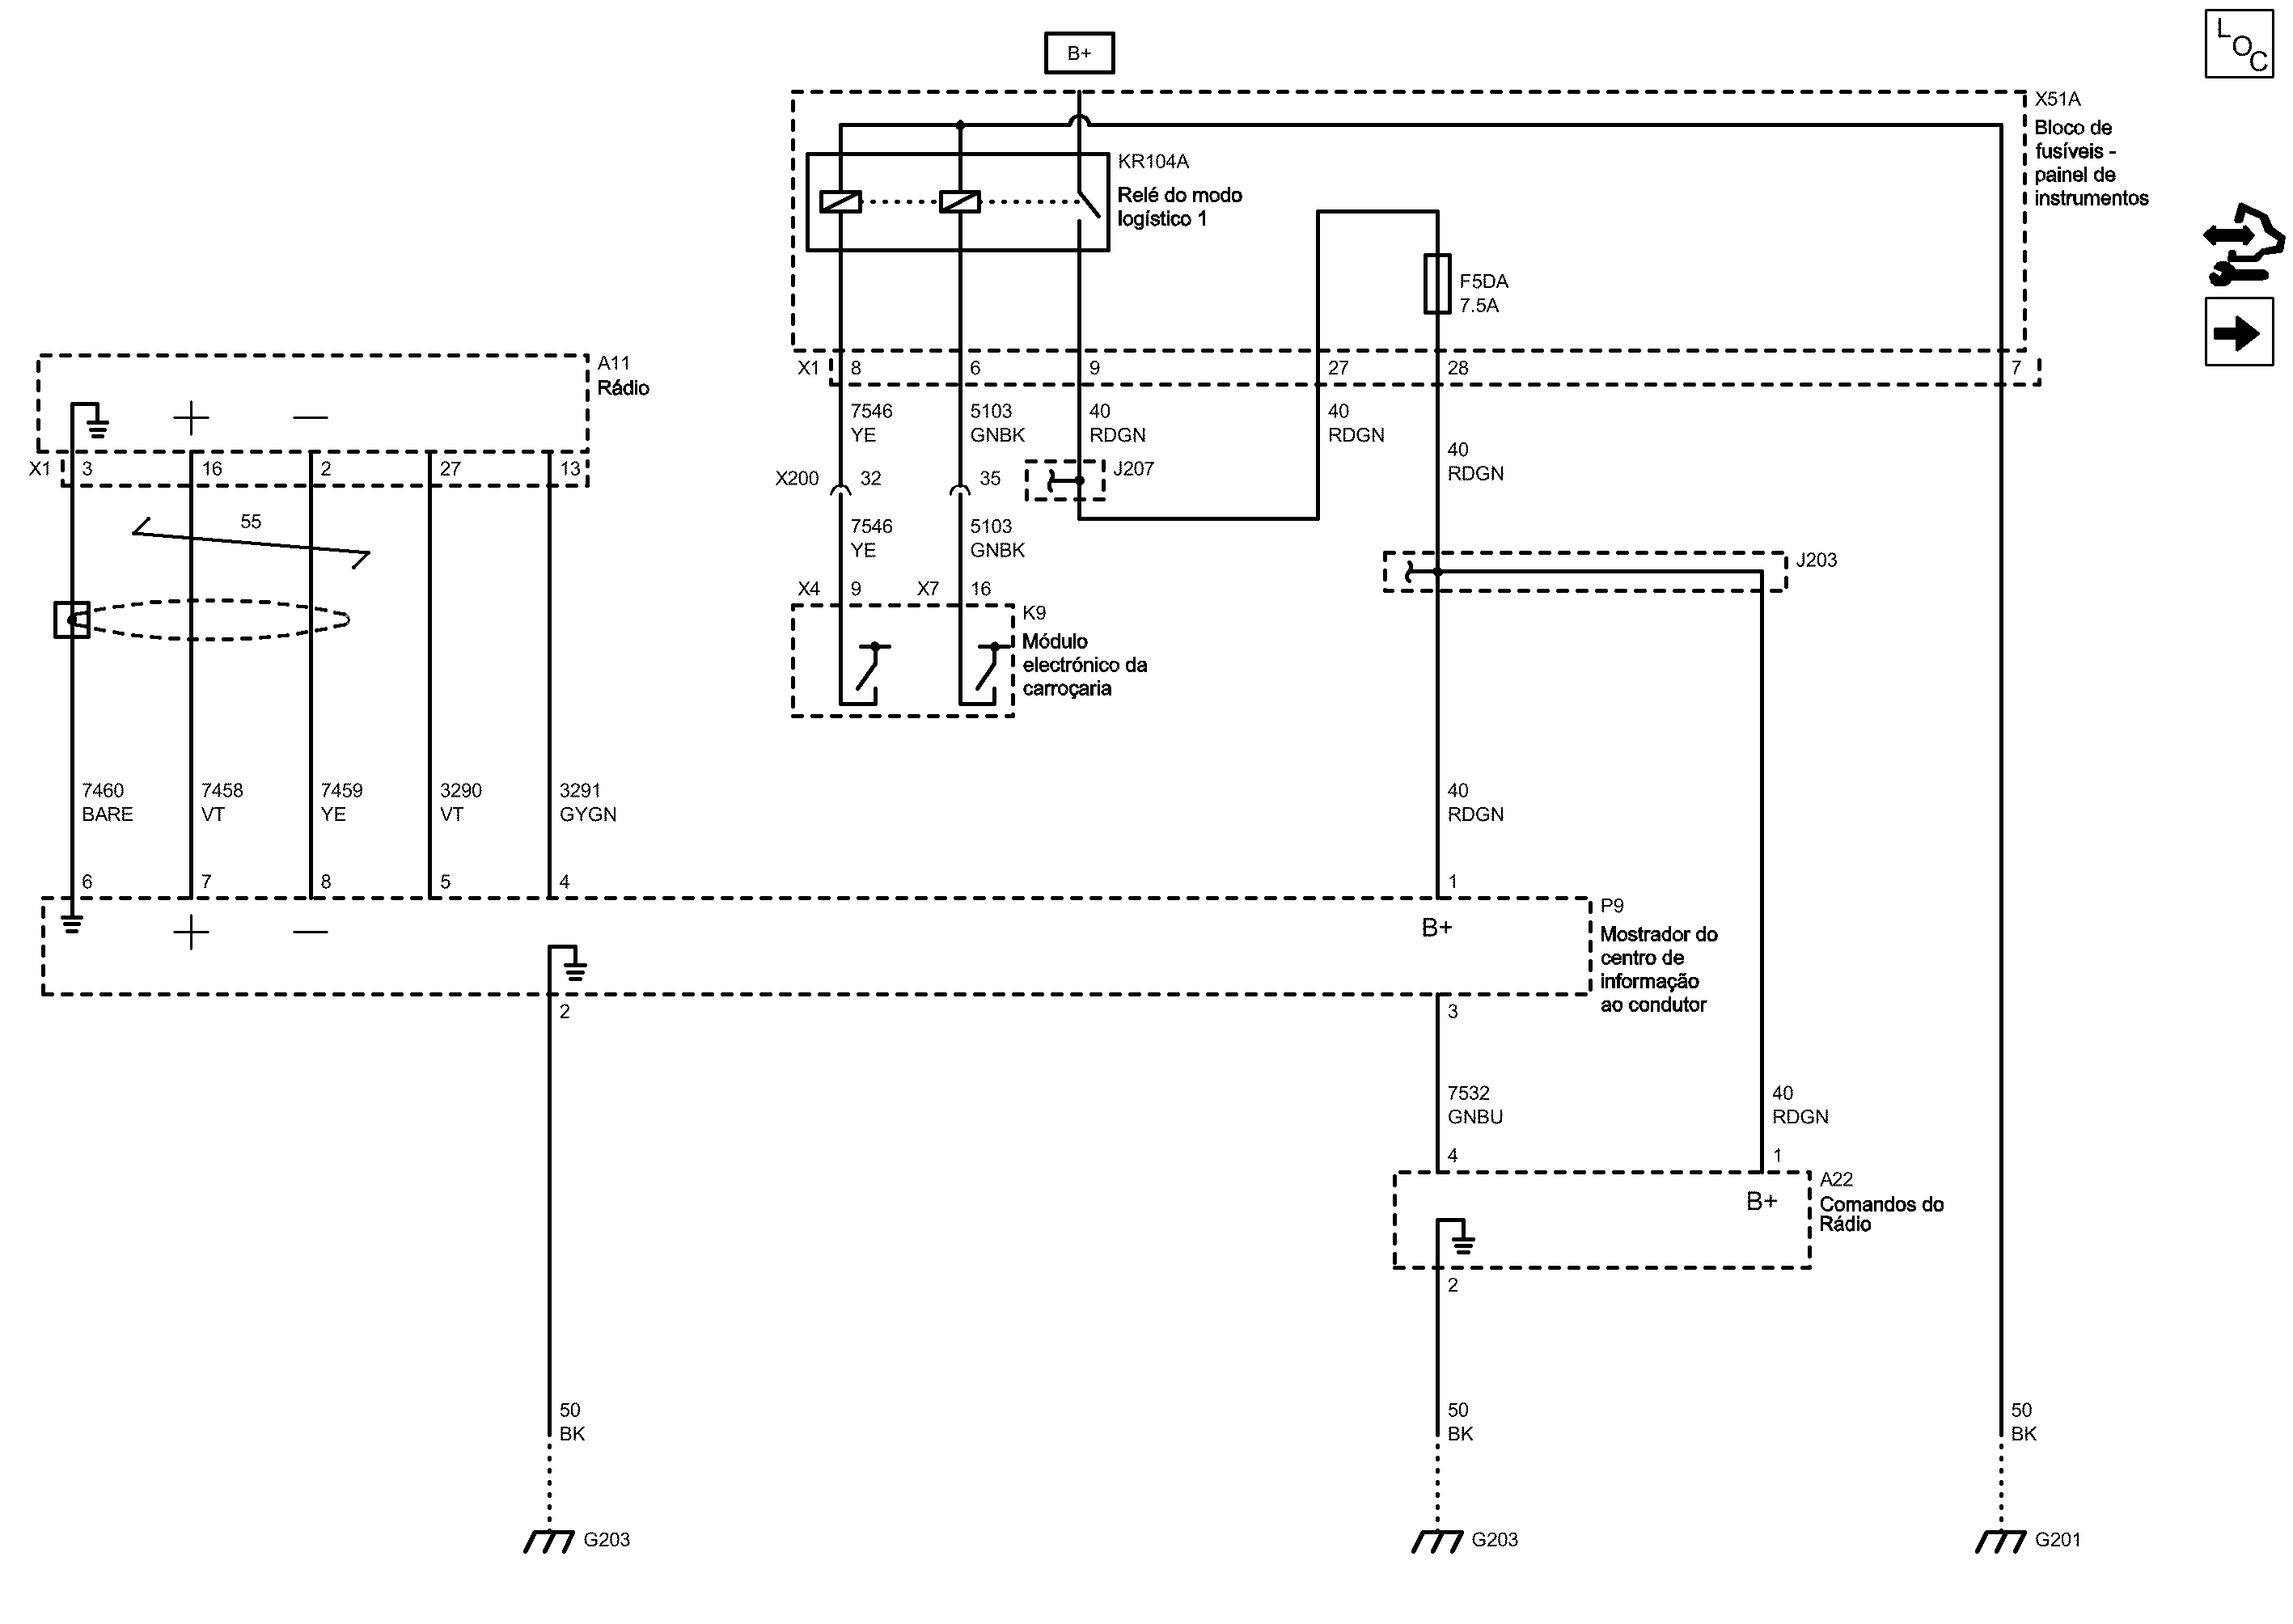 B+
L
O
C
X51A
Bloco de
fusíveis -
painel de
instrumentos
KR104A
Relé do modo
logístico 1
F5DA
7.5A
A11
Rádio
X1 8 6 9 27 28 7
X1 3 16 2 27 13
7546
YE
5103
GNBK
40
RDGN
40
RDGN
40
RDGN
X200 32 35
J207
55
7546
YE
5103
GNBK
J203
X4 9 X7 16
K9
Módulo
electrónico da
carroçaria
7460
BARE
7458
VT
7459
YE
3290
VT
3291
GYGN
40
RDGN
6 7 8 5 4 1
P9
B+
Mostrador do
centro de
informação
ao condutor
2 3
7532
GNBU
40
RDGN
4 1
A22
B+
Comandos do
Rádio
2
50
BK
50
BK
50
BK
G203 G203 G201